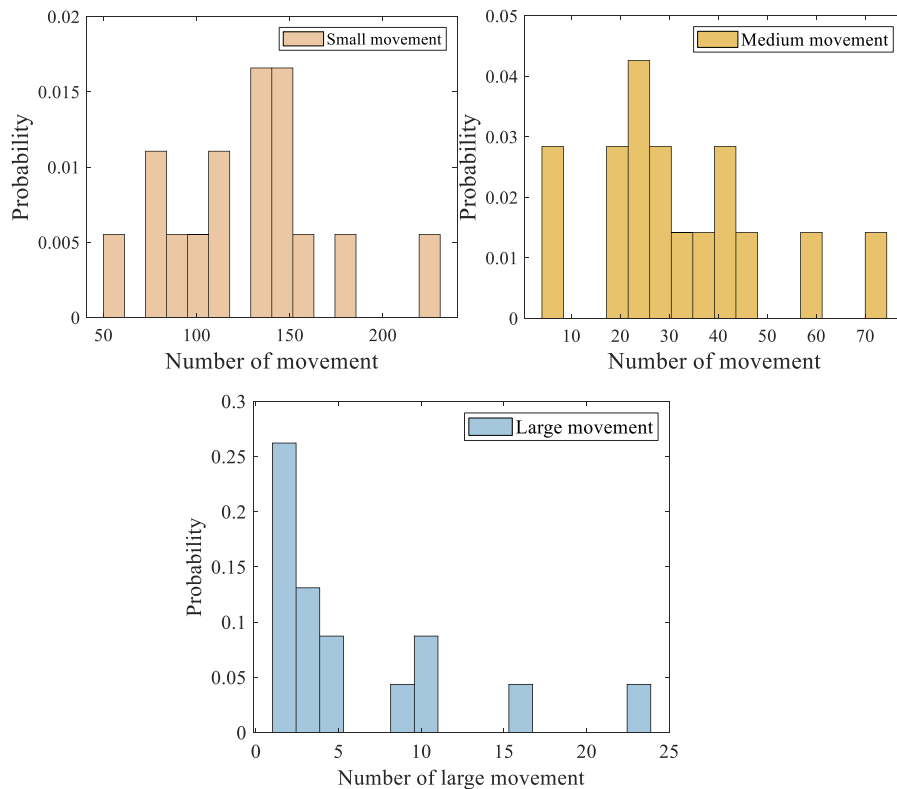 Small movement
Probability
0.02
0.015
0.01
0.005
0
50 100 150 200
Number of movement
Medium movement
Probability
0.05
0.04
0.03
0.02
0.01
0
10 20 30 40 50 60 70
Number of movement
Large movement
Probability
0.3
0.25
0.2
0.15
0.1
0.05
0
0 5 10 15 20 25
Number of large movement